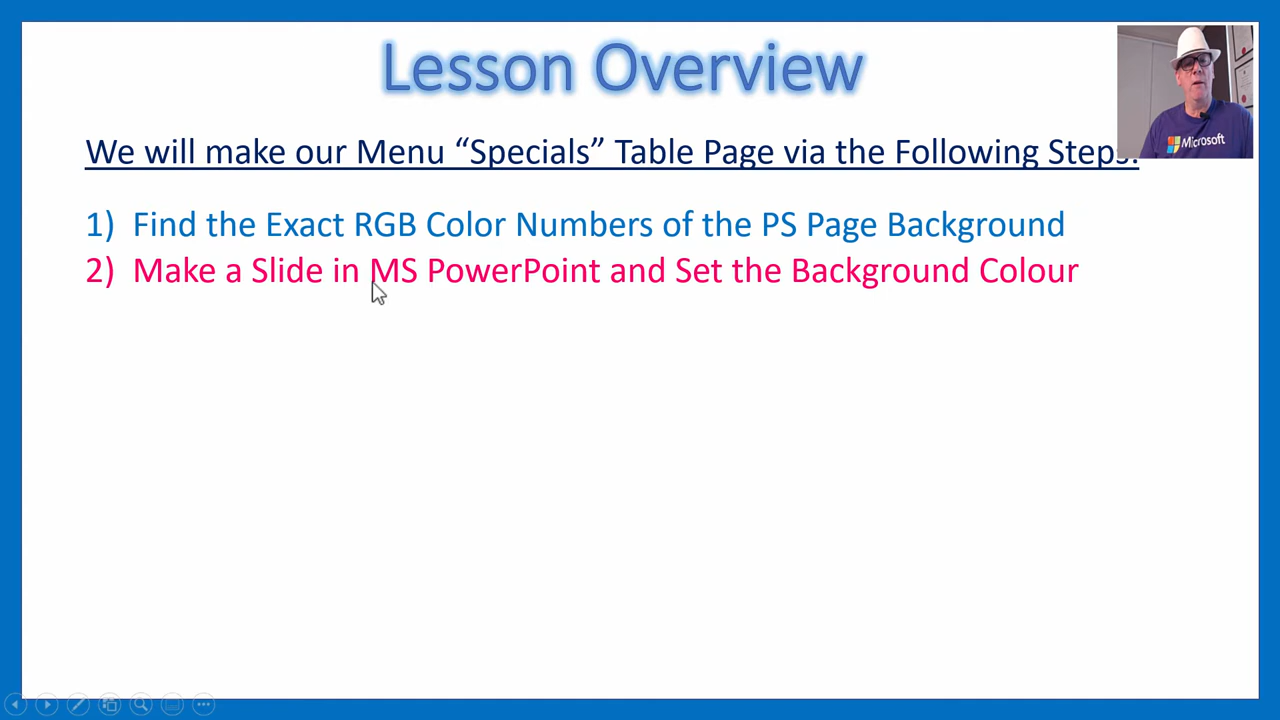 Lesson Overview
We will make our Menu “Specials” Table Page via the Following Steps:
1) Find the Exact RGB Color Numbers of the PS Page Background
2) Make a Slide in MS PowerPoint and Set the Background Colour
Microsoft